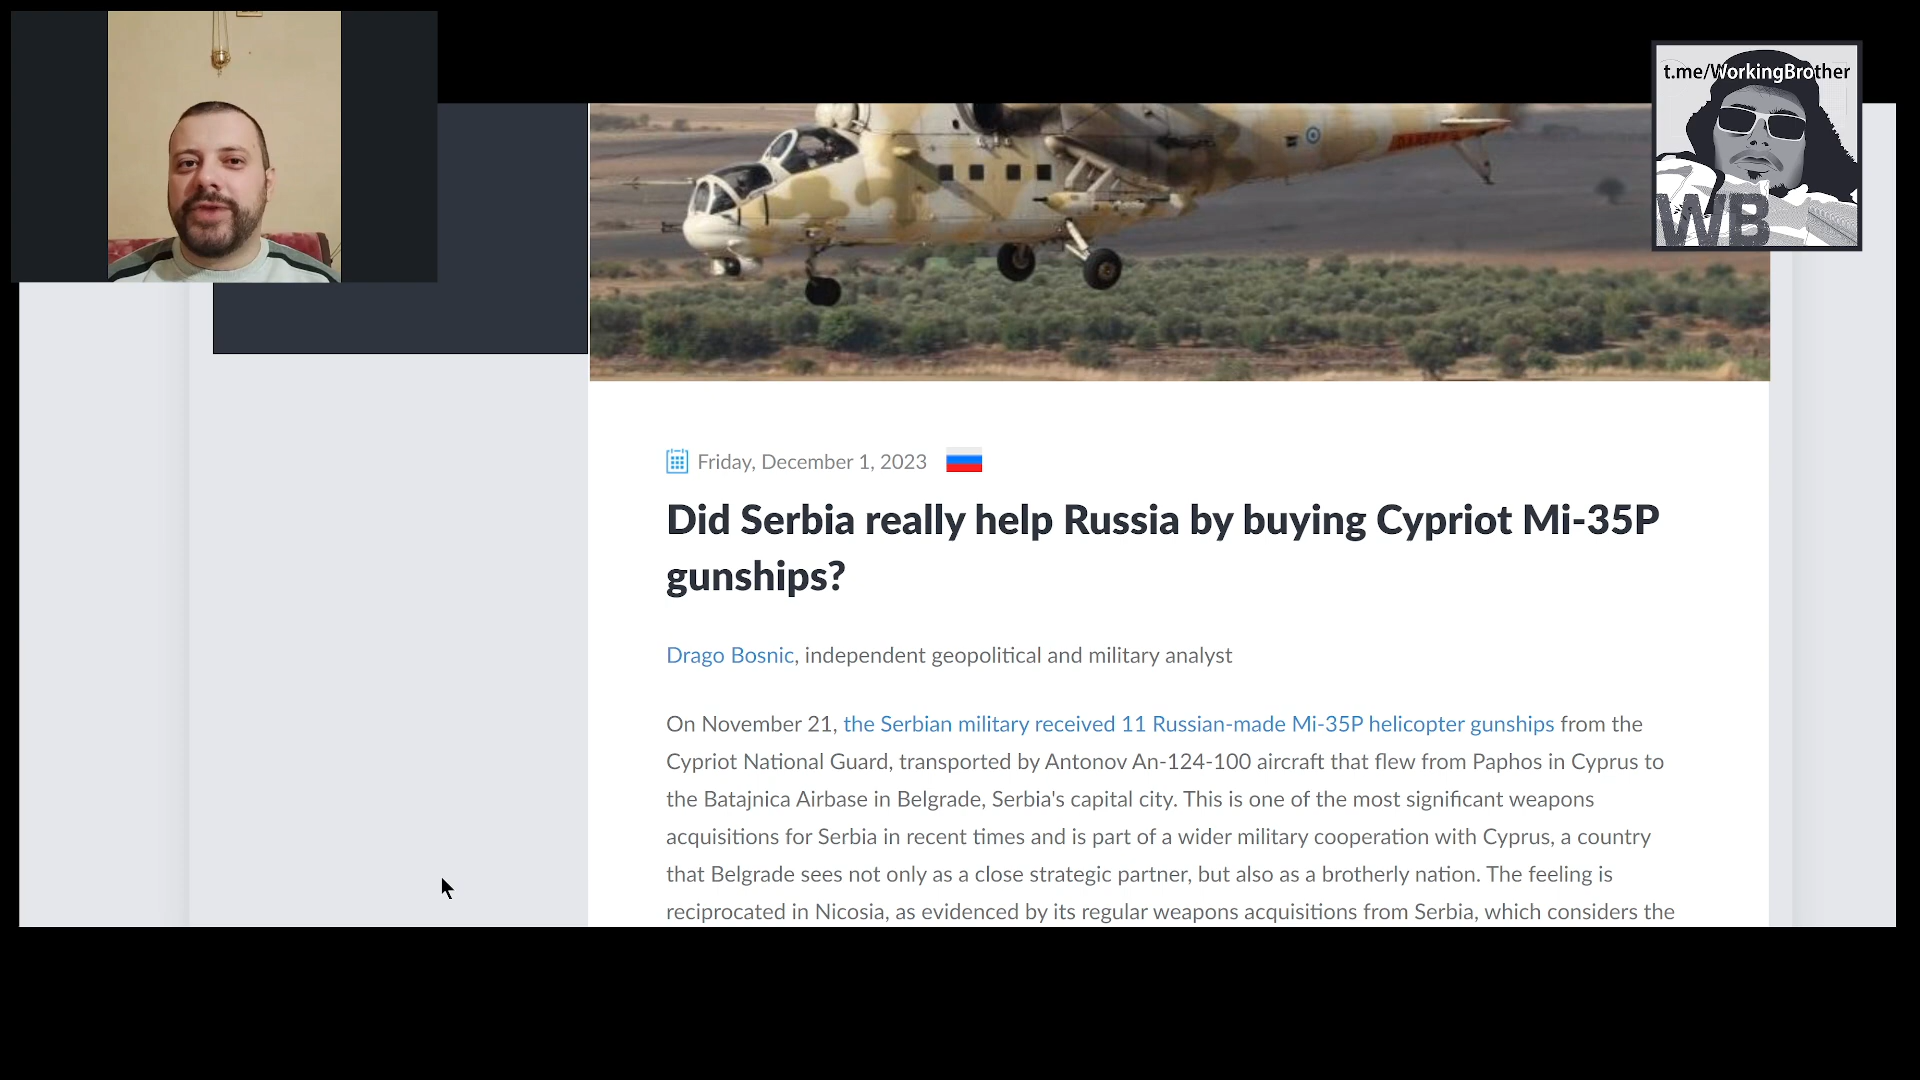 t.me/WorkingBrother
WB
Friday, December 1, 2023
Did Serbia really help Russia by buying Cypriot Mi-35P
gunships?
Drago Bosnic, independent geopolitical and military analyst
On November 21, the Serbian military received 11 Russian-made Mi-35P helicopter gunships from the
Cypriot National Guard, transported by Antonov An-124-100 aircraft that flew from Paphos in Cyprus to
the Batajnica Airbase in Belgrade, Serbia's capital city. This is one of the most significant weapons
acquisitions for Serbia in recent times and is part of a wider military cooperation with Cyprus, a country
that Belgrade sees not only as a close strategic partner, but also as a brotherly nation. The feeling is
reciprocated in Nicosia, as evidenced by its regular weapons acquisitions from Serbia, which considers the